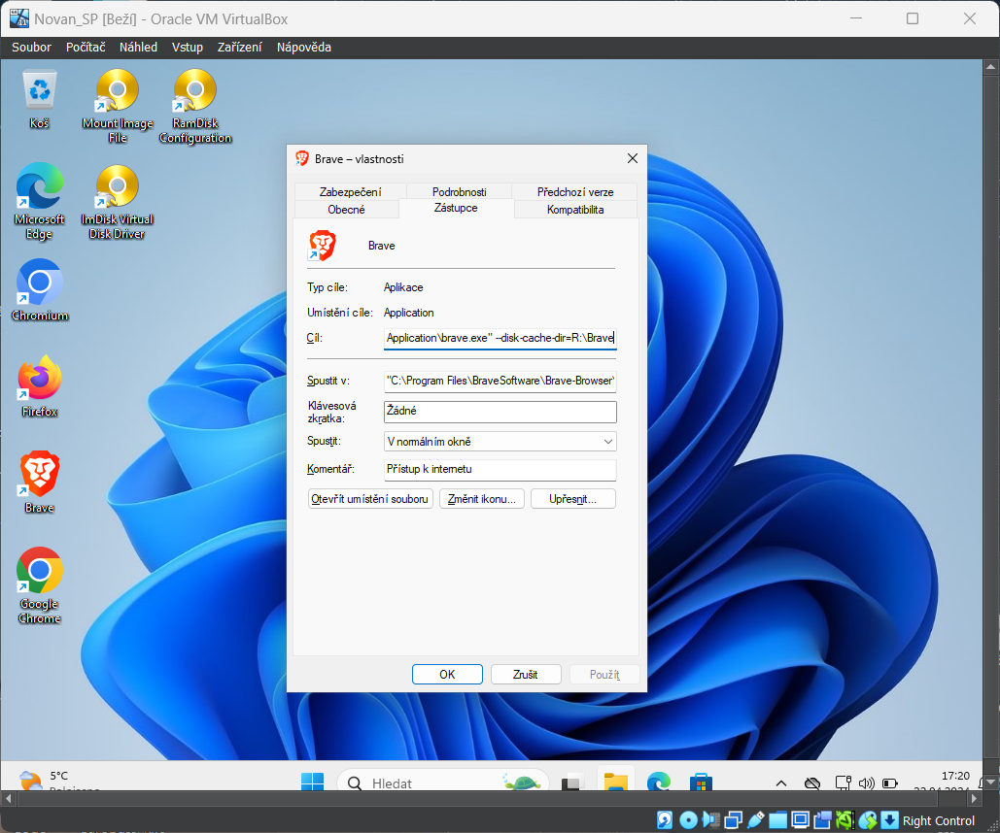 Novan_SP [Beží] - Oracle VM VirtualBox
Soubor Počítač Náhled Vstup Zařízení Nápověda
Koš
Mount Image
File
RamDisk
Configuration
Microsoft
Edge
ImDisk Virtual
Disk Driver
Chromium
Firefox
Brave
Google
Chrome
Brave – vlastnosti
Zabezpečení Podrobnosti Předchozí verze
Obecné Zástupce Kompatibilita
Brave
Typ cíle: Aplikace
Umístění cíle: Application
Cíl: Application\brave.exe" --disk-cache-dir=R:\Brave
Spustit v: "C:\Program Files\BraveSoftware\Brave-Browser\
Klávesová
zkratka: Žádné
Spustit: V normálním okně
Komentář: Přístup k internetu
Otevřít umístění souboru Změnit ikonu... Upřesnit...
OK Zrušit Použít
5°C
Hledat
17:20
Right Control